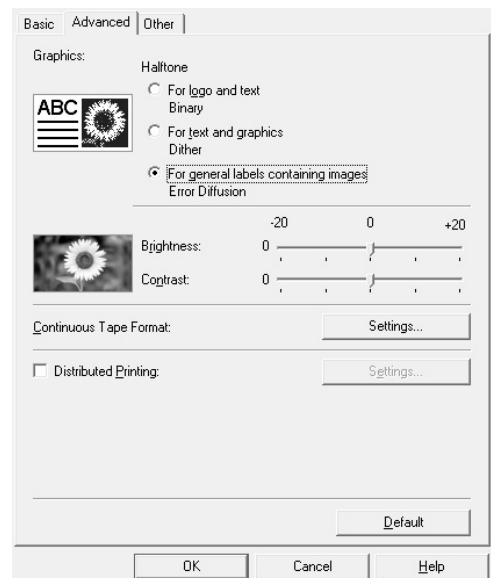 Basic Advanced Other
Graphics:
Halftone
ABC
For logo and text
Binary
For text and graphics
Dither
For general labels containing images
Error Diffusion
-20 0 +20
Brightness: 0
Contrast: 0
Continuous Tape Format: Settings...
Distributed Printing: Settings...
Default
OK Cancel Help